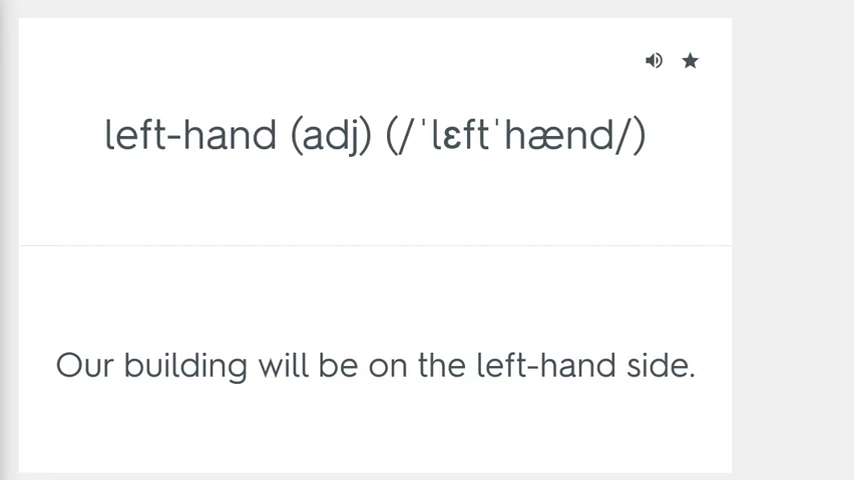 left-hand (adj) (/ˈlɛftˈhænd/)
Our building will be on the left-hand side.